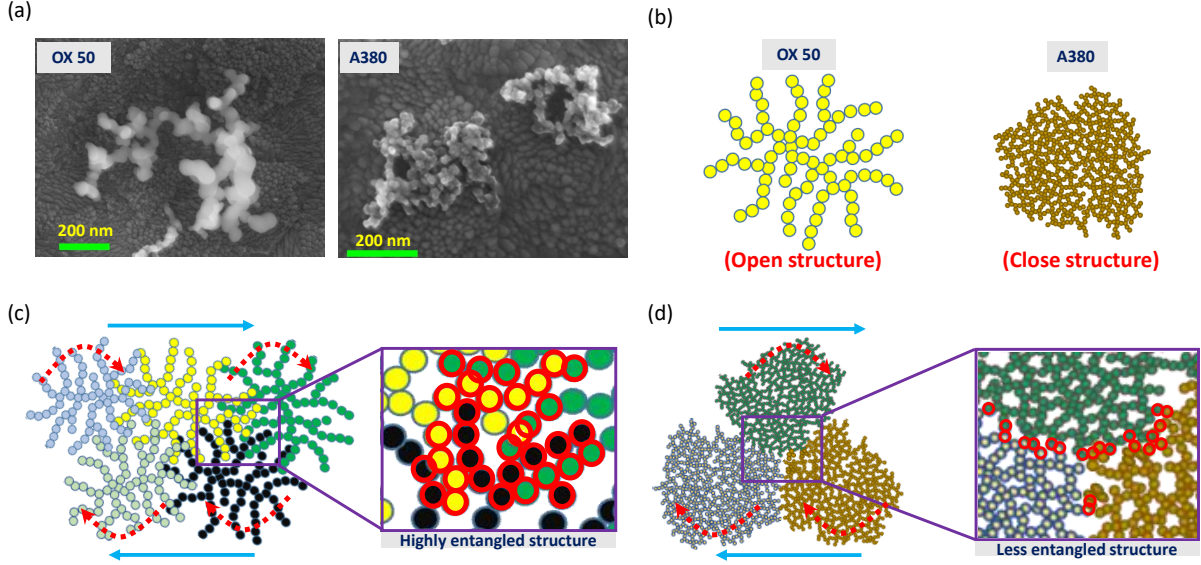 (a)
OX 50
200 nm
A380
200 nm
(b)
OX 50
(Open structure)
A380
(Close structure)
(c)
Highly entangled structure
(d)
Less entangled structure